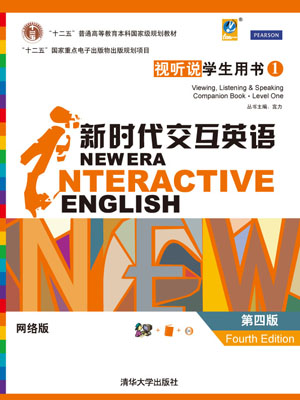 "十二五"普通高等教育本科国家级规划教材
"十二五"国家重点电子出版物出版规划项目
PEARSON
视听说学生用书1
Viewing, Listening & Speaking
Companion Book · Level One
丛书主编：宫力
新时代交互英语
NEW ERA
INTERACTIVE
ENGLISH
NEW
网络版
第四版
Fourth Edition
清华大学出版社